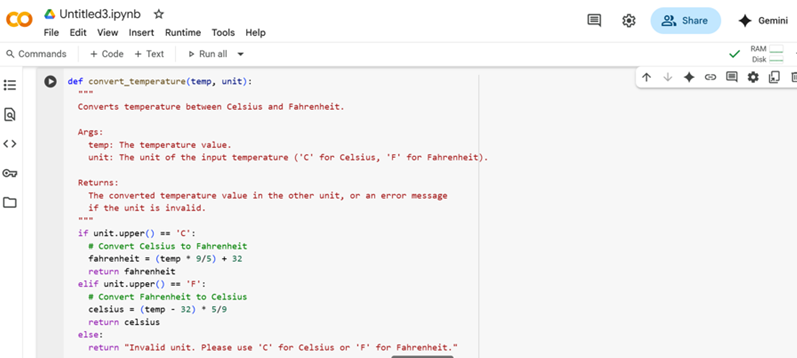 Untitled3.ipynb
File Edit View Insert Runtime Tools Help
Share
Gemini
Commands + Code + Text Run all
RAM
Disk
def convert_temperature(temp, unit):
  """
  Converts temperature between Celsius and Fahrenheit.

  Args:
    temp: The temperature value.
    unit: The unit of the input temperature ('C' for Celsius, 'F' for Fahrenheit).

  Returns:
    The converted temperature value in the other unit, or an error message
    if the unit is invalid.
  """
  if unit.upper() == 'C':
    # Convert Celsius to Fahrenheit
    fahrenheit = (temp * 9/5) + 32
    return fahrenheit
  elif unit.upper() == 'F':
    # Convert Fahrenheit to Celsius
    celsius = (temp - 32) * 5/9
    return celsius
  else:
    return "Invalid unit. Please use 'C' for Celsius or 'F' for Fahrenheit."